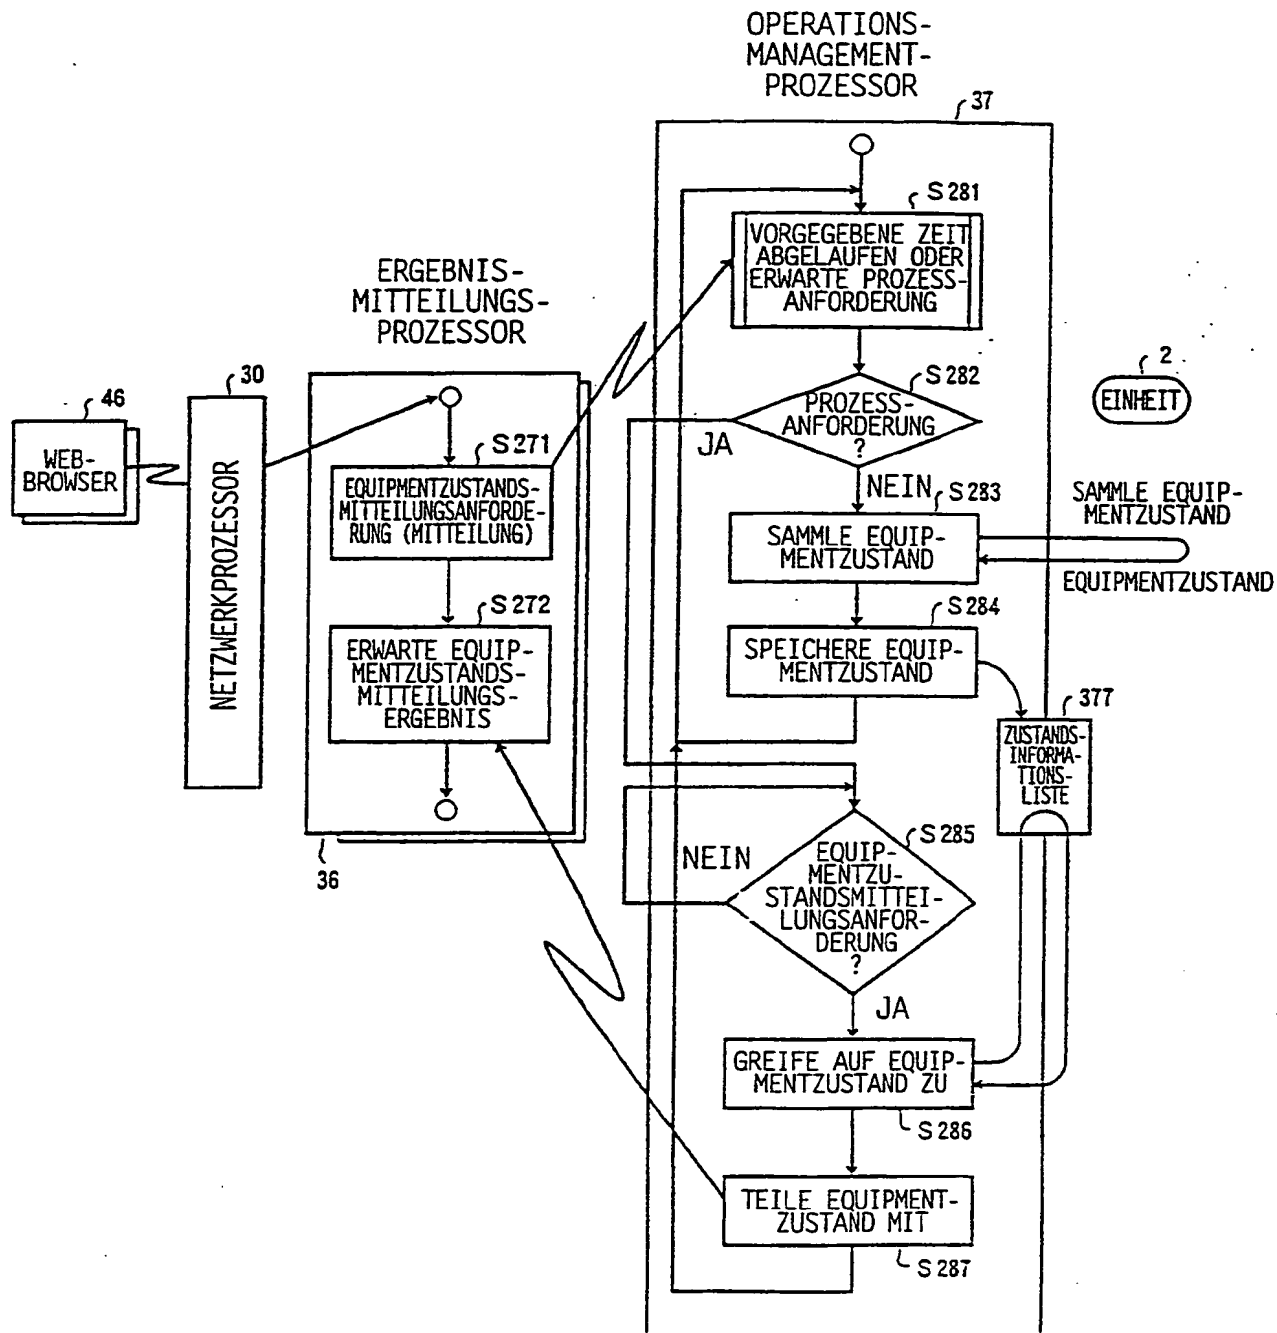 OPERATIONS-
MANAGEMENT-
PROZESSOR
37
S 281
VORGEGEBENE ZEIT
ABGELAUFEN ODER
ERWARTE PROZESS-
ANFORDERUNG
ERGEBNIS-
MITTEILUNGS-
PROZESSOR
S 282
PROZESS-
ANFORDERUNG
?
JA
NEIN
2
EINHEIT
46
WEB-
BROWSER
30
NETZWERKPROZESSOR
S 271
EQUIPMENTZUSTANDS-
MITTEILUNGSANFORDE-
RUNG (MITTEILUNG)
S 283
SAMMLE EQUIP-
MENTZUSTAND
SAMMLE EQUIP-
MENTZUSTAND
EQUIPMENTZUSTAND
S 272
ERWARTE EQUIP-
MENTZUSTANDS-
MITTEILUNGS-
ERGEBNIS
S 284
SPEICHERE EQUIP-
MENTZUSTAND
377
ZUSTANDS-
INFORMA-
TIONS-
LISTE
36
S 285
EQUIP-
MENTZU-
STANDSMITTEI-
LUNGSANFOR-
DERUNG
?
NEIN
JA
GREIFE AUF EQUIP-
MENTZUSTAND ZU
S 286
TEILE EQUIPMENT-
ZUSTAND MIT
S 287